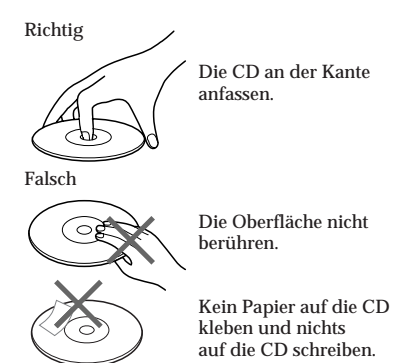 Richtig
Die CD an der Kante
anfassen.
Falsch
Die Oberfläche nicht
berühren.
Kein Papier auf die CD
kleben und nichts
auf die CD schreiben.